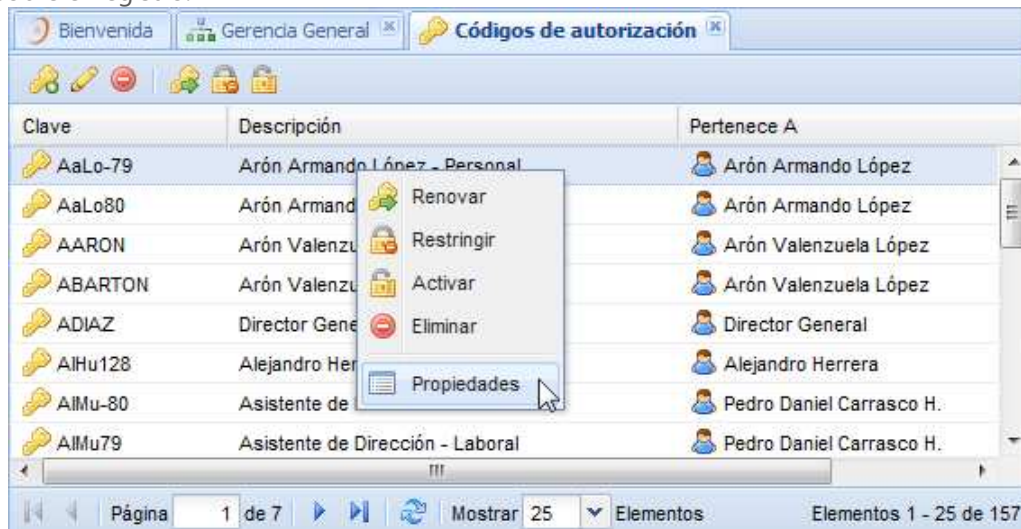 Bienvenida Gerencia General Códigos de autorización
Clave Descripción Pertenece A
AaLo-79 Arón Armando López - Personal Arón Armando López
AaLo80 Arón Armand Arón Armando López
AARON Arón Valenzu Arón Valenzuela López
ABARTON Arón Valenzu Arón Valenzuela López
ADIAZ Director Gene Director General
AlHu128 Alejandro Her Alejandro Herrera
AlMu-80 Asistente de Pedro Daniel Carrasco H.
AlMu79 Asistente de Dirección - Laboral Pedro Daniel Carrasco H.
Renovar
Restringir
Activar
Eliminar
Propiedades
Página 1 de 7 Mostrar 25 Elementos Elementos 1 - 25 de 157